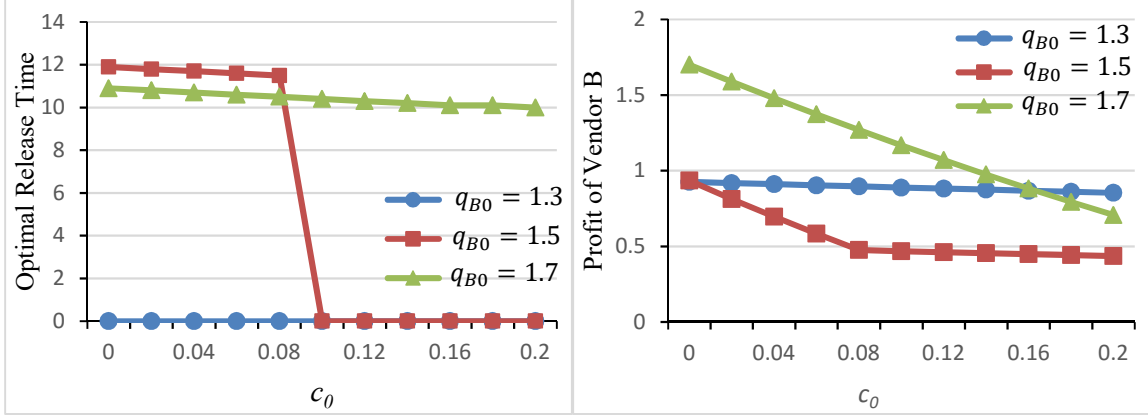 14
12
10
8
6
4
2
0
Optimal Release Time
q_B0 = 1.3
q_B0 = 1.5
q_B0 = 1.7
0 0.04 0.08 0.12 0.16 0.2
c_0
2
1.5
1
0.5
0
Profit of Vendor B
q_B0 = 1.3
q_B0 = 1.5
q_B0 = 1.7
0 0.04 0.08 0.12 0.16 0.2
c_0